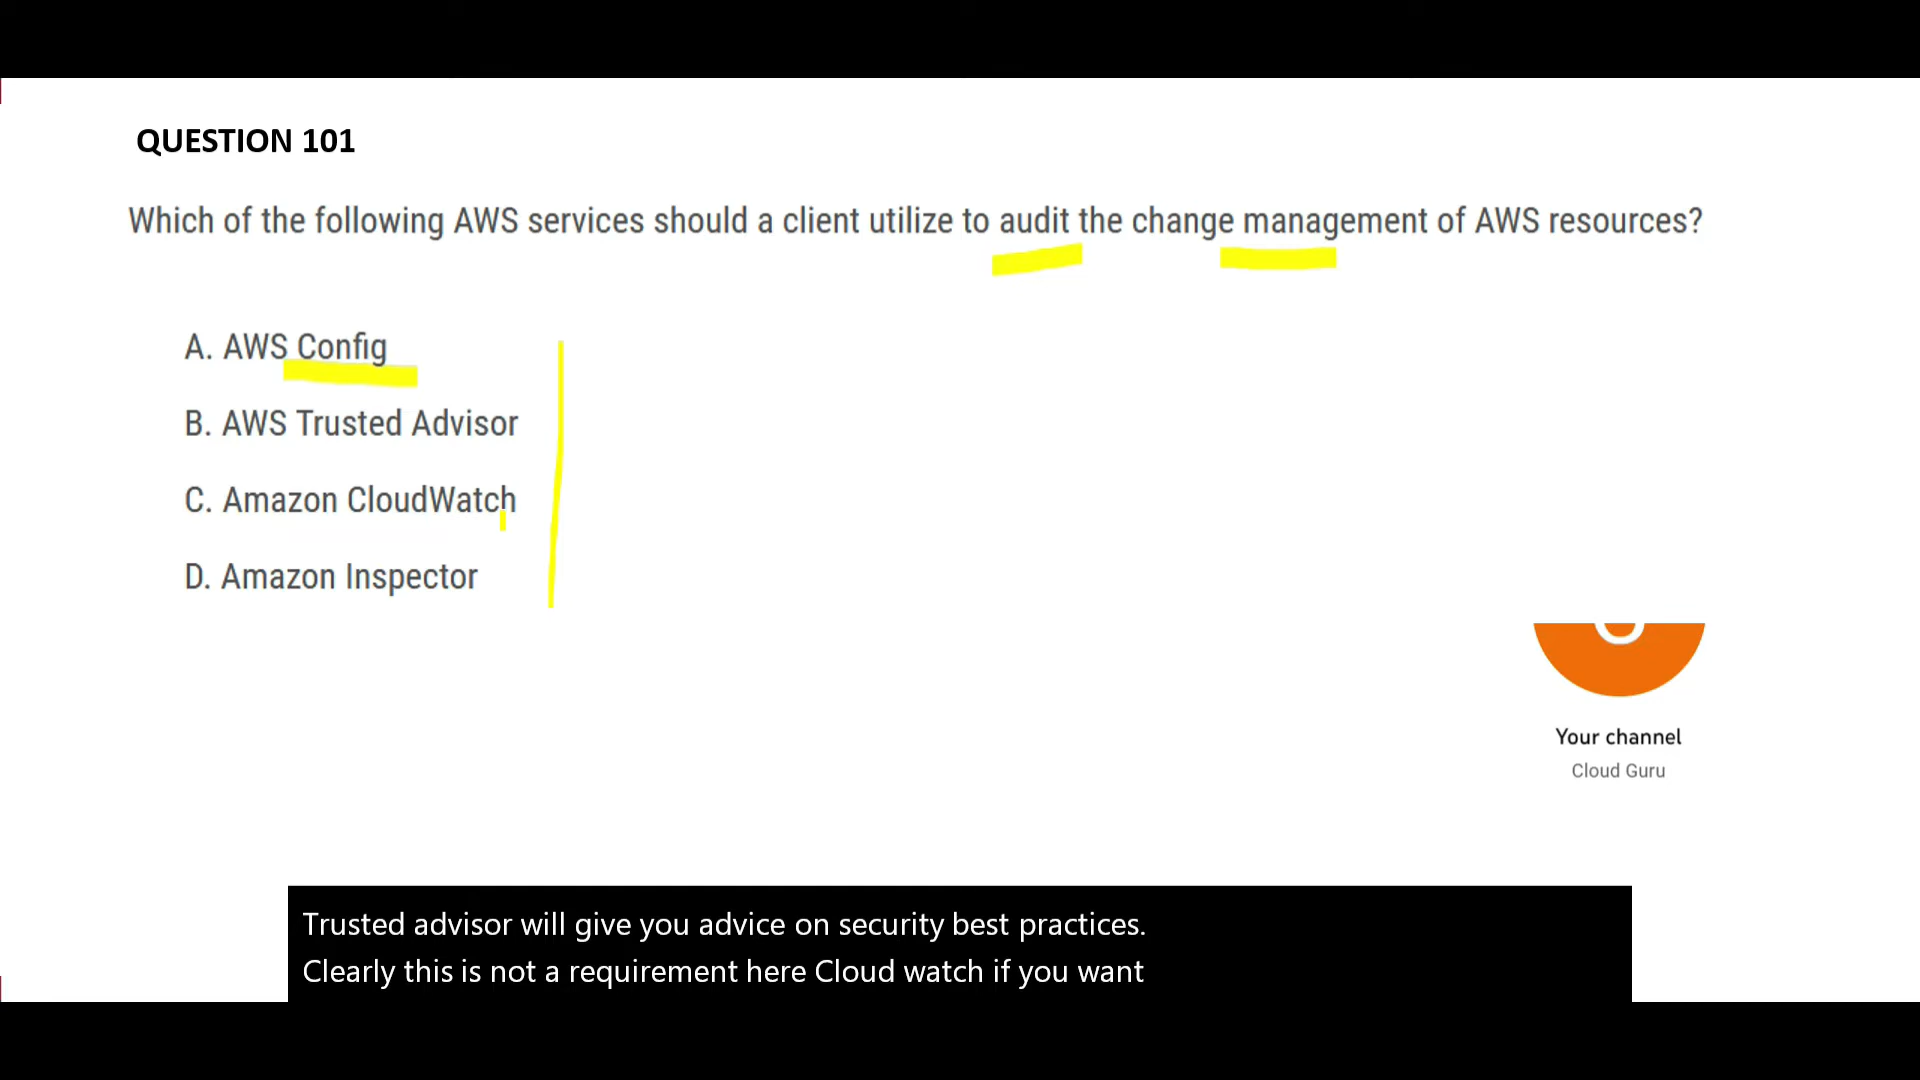 QUESTION 101
Which of the following AWS services should a client utilize to audit the change management of AWS resources?
A. AWS Config
B. AWS Trusted Advisor
C. Amazon CloudWatch
D. Amazon Inspector
Your channel
Cloud Guru
Trusted advisor will give you advice on security best practices.
Clearly this is not a requirement here Cloud watch if you want